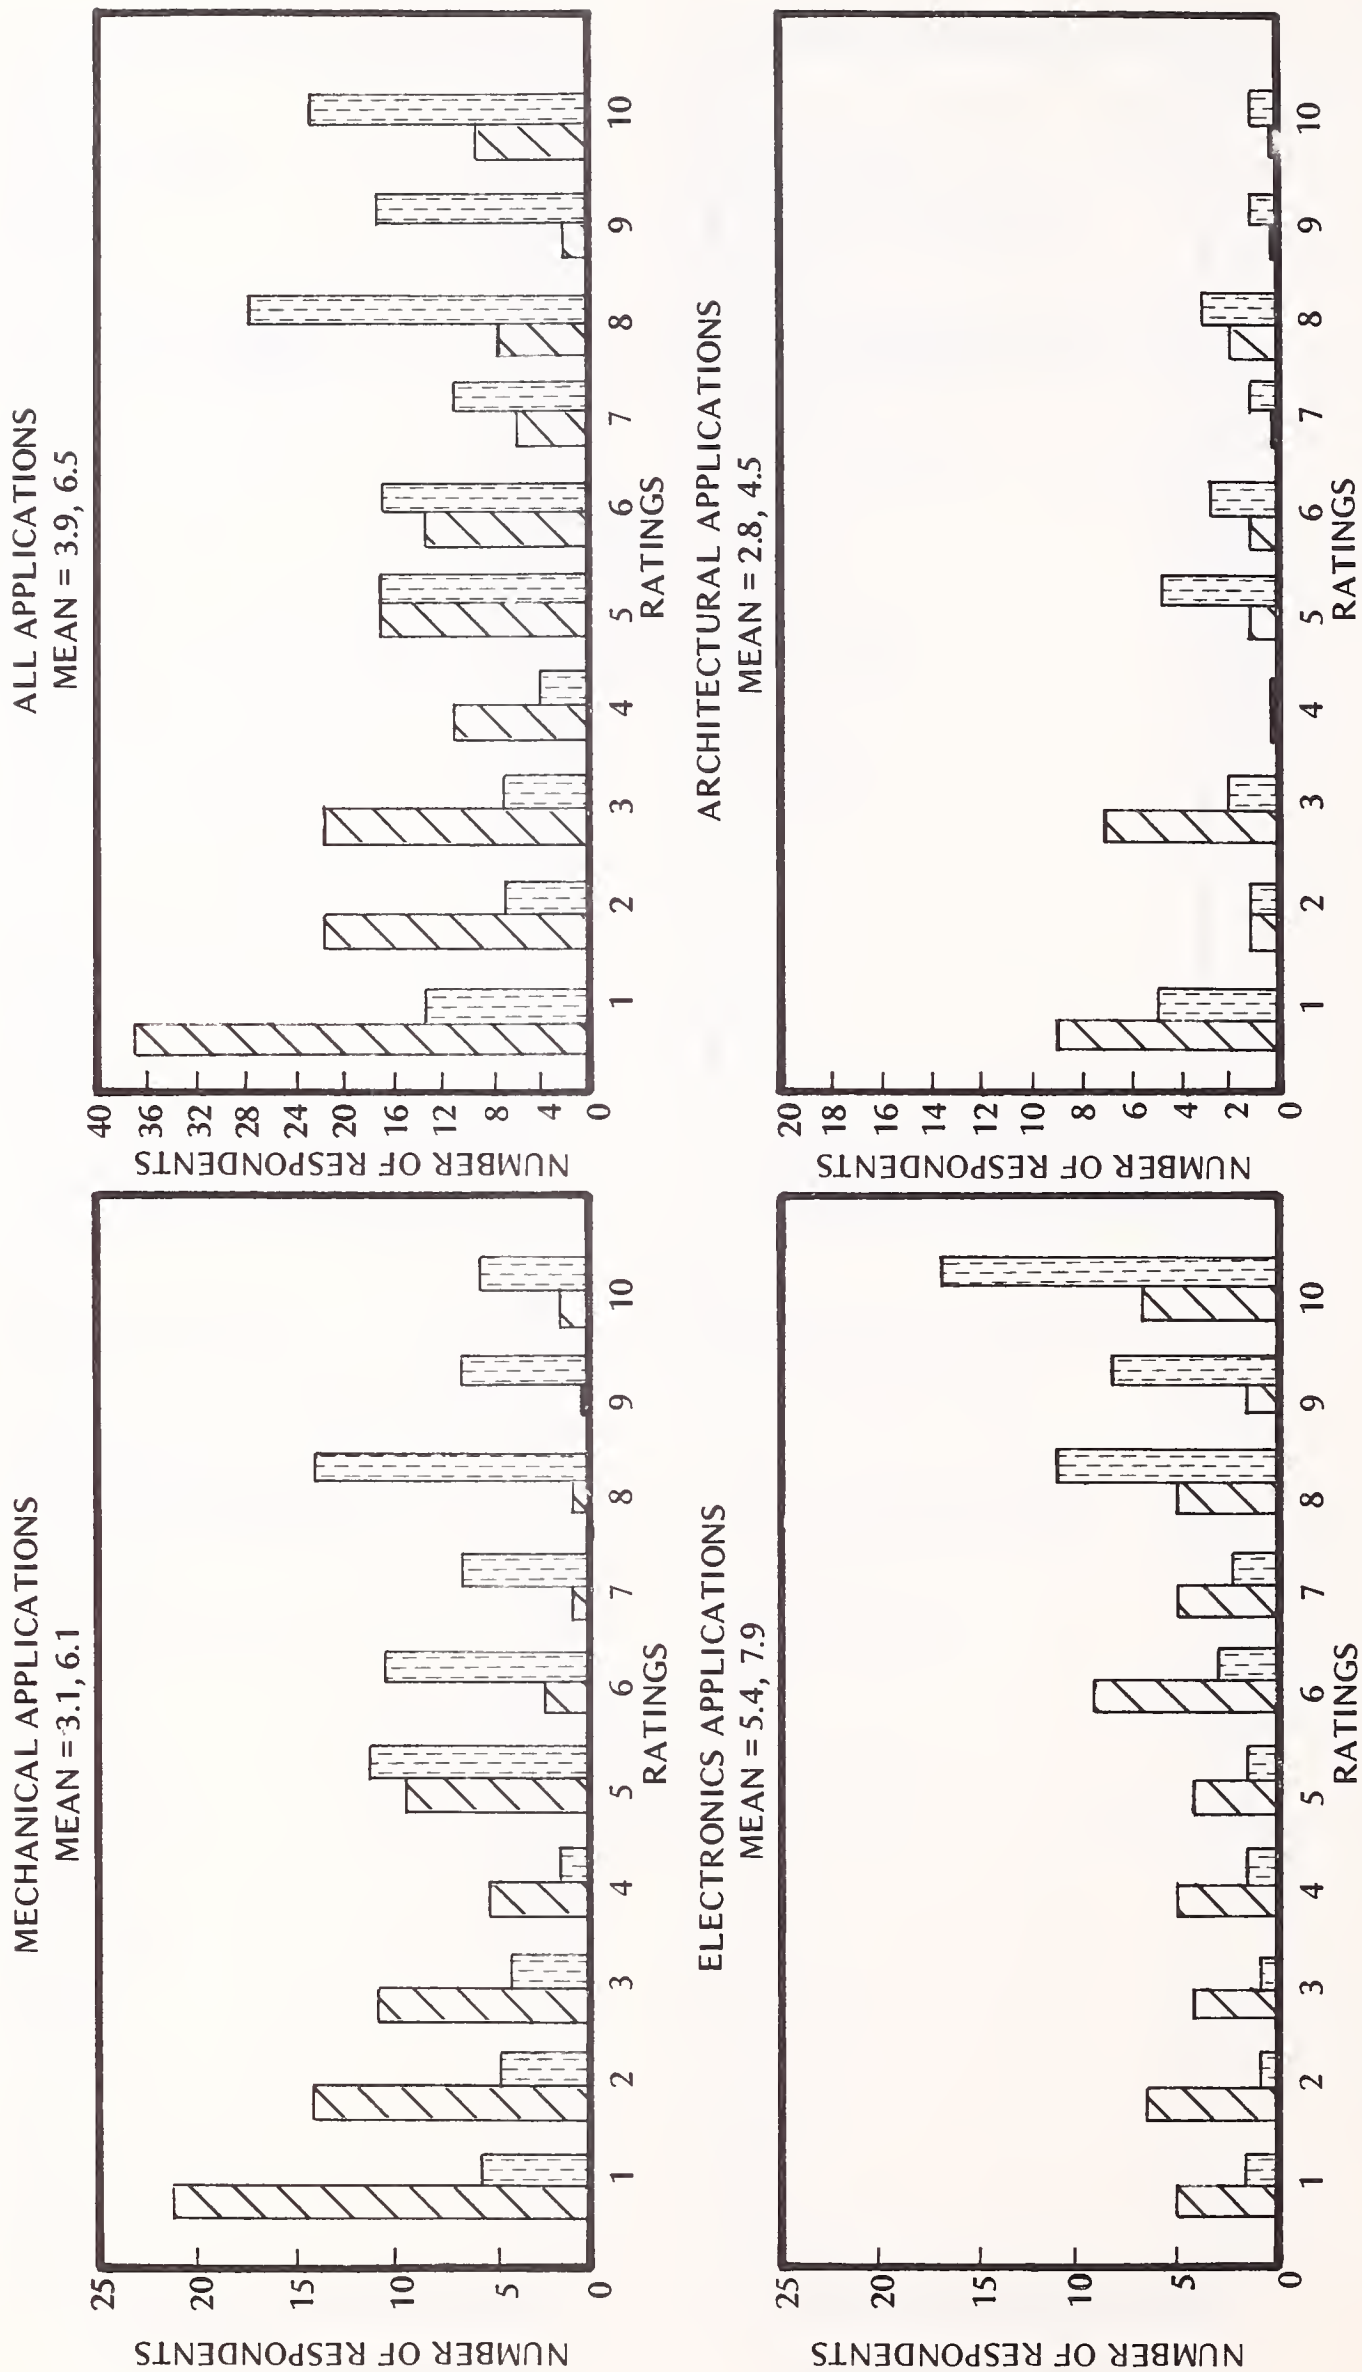 MECHANICAL APPLICATIONS
MEAN = 3.1, 6.1
NUMBER OF RESPONDENTS
25
20
15
10
5
0
1 2 3 4 5 6 7 8 9 10
RATINGS
ALL APPLICATIONS
MEAN = 3.9, 6.5
NUMBER OF RESPONDENTS
40
36
32
28
24
20
16
12
8
4
0
1 2 3 4 5 6 7 8 9 10
RATINGS
ELECTRONICS APPLICATIONS
MEAN = 5.4, 7.9
NUMBER OF RESPONDENTS
25
20
15
10
5
0
1 2 3 4 5 6 7 8 9 10
RATINGS
ARCHITECTURAL APPLICATIONS
MEAN = 2.8, 4.5
NUMBER OF RESPONDENTS
20
18
16
14
12
10
8
6
4
2
0
1 2 3 4 5 6 7 8 9 10
RATINGS